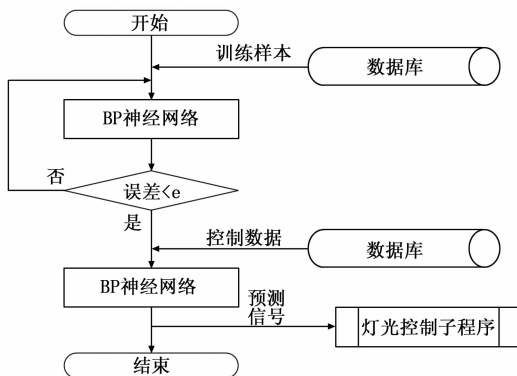 开始
训练样本
数据库
BP神经网络
否
误差<e
是
控制数据
数据库
BP神经网络
预测
信号
灯光控制子程序
结束